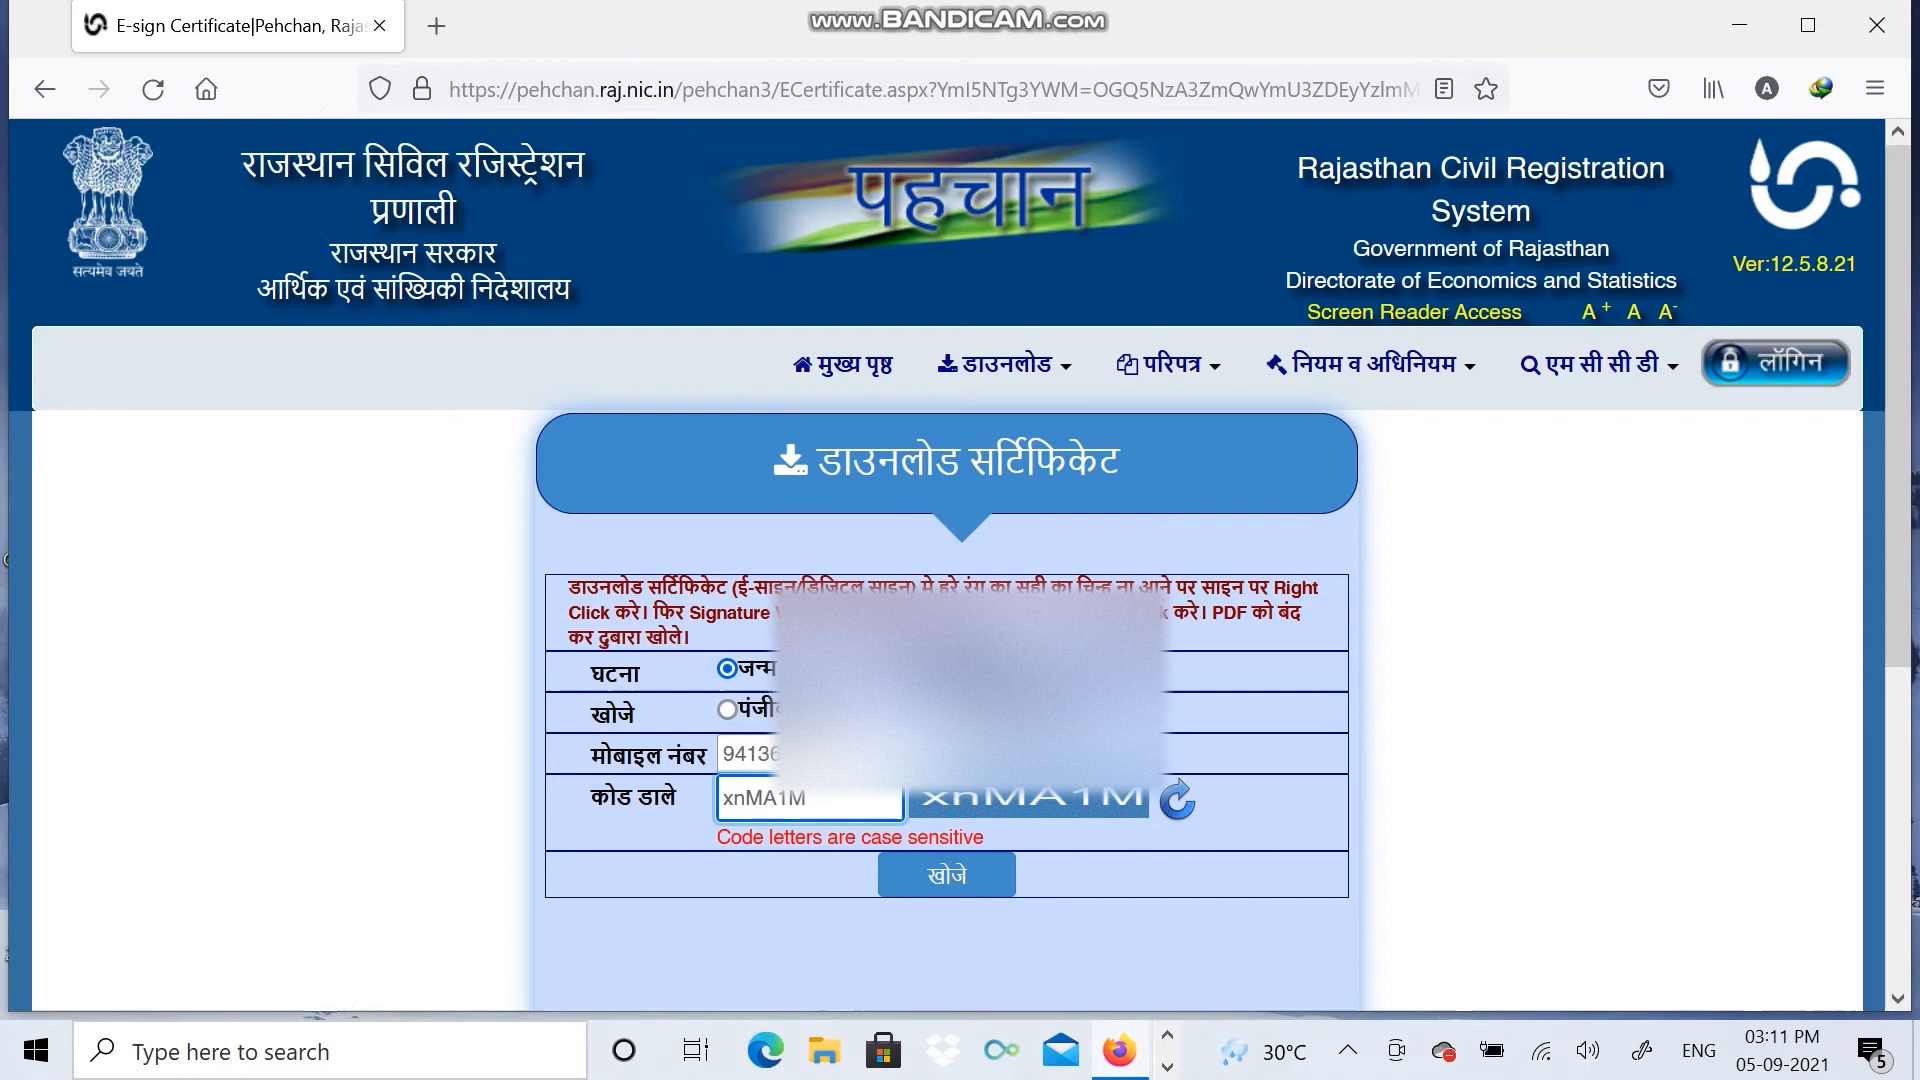 www.BANDICAM.COM
E-sign Certificate|Pehchan, Rajas
https://pehchan.raj.nic.in/pehchan3/ECertificate.aspx?YmI5NTg3YWM=OGQ5NzA3ZmQwYmU3ZDEyYzlmM
A
राजस्थान सिविल रजिस्ट्रेशन
प्रणाली
राजस्थान सरकार
आर्थिक एवं सांख्यिकी निदेशालय
सत्यमेव जयते
पहचान
Rajasthan Civil Registration
System
Government of Rajasthan
Directorate of Economics and Statistics
Screen Reader Access A+ A A-
Ver:12.5.8.21
मुख्य पृष्ठ डाउनलोड परिपत्र नियम व अधिनियम एम सी सी डी लॉगिन
डाउनलोड सर्टिफिकेट
डाउनलोड सर्टिफिकेट (ई-साइन/डिजिटल साइन) मे हरे रंग का सही का चिन्ह ना आने पर साइन पर Right
Click करे। फिर Signature करे। PDF को बंद
कर दुबारा खोले।
घटना जन्म
खोजे
मोबाइल नंबर 94136
कोड डाले xnMA1M xnMA1M
Code letters are case sensitive
खोजे
Type here to search
30°C
ENG
03:11 PM
05-09-2021
5